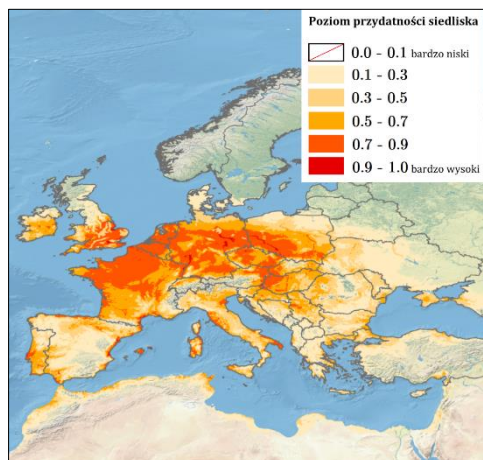 Poziom przydatności siedliska
0.0 - 0.1 bardzo niski
0.1 - 0.3
0.3 - 0.5
0.5 - 0.7
0.7 - 0.9
0.9 - 1.0 bardzo wysoki